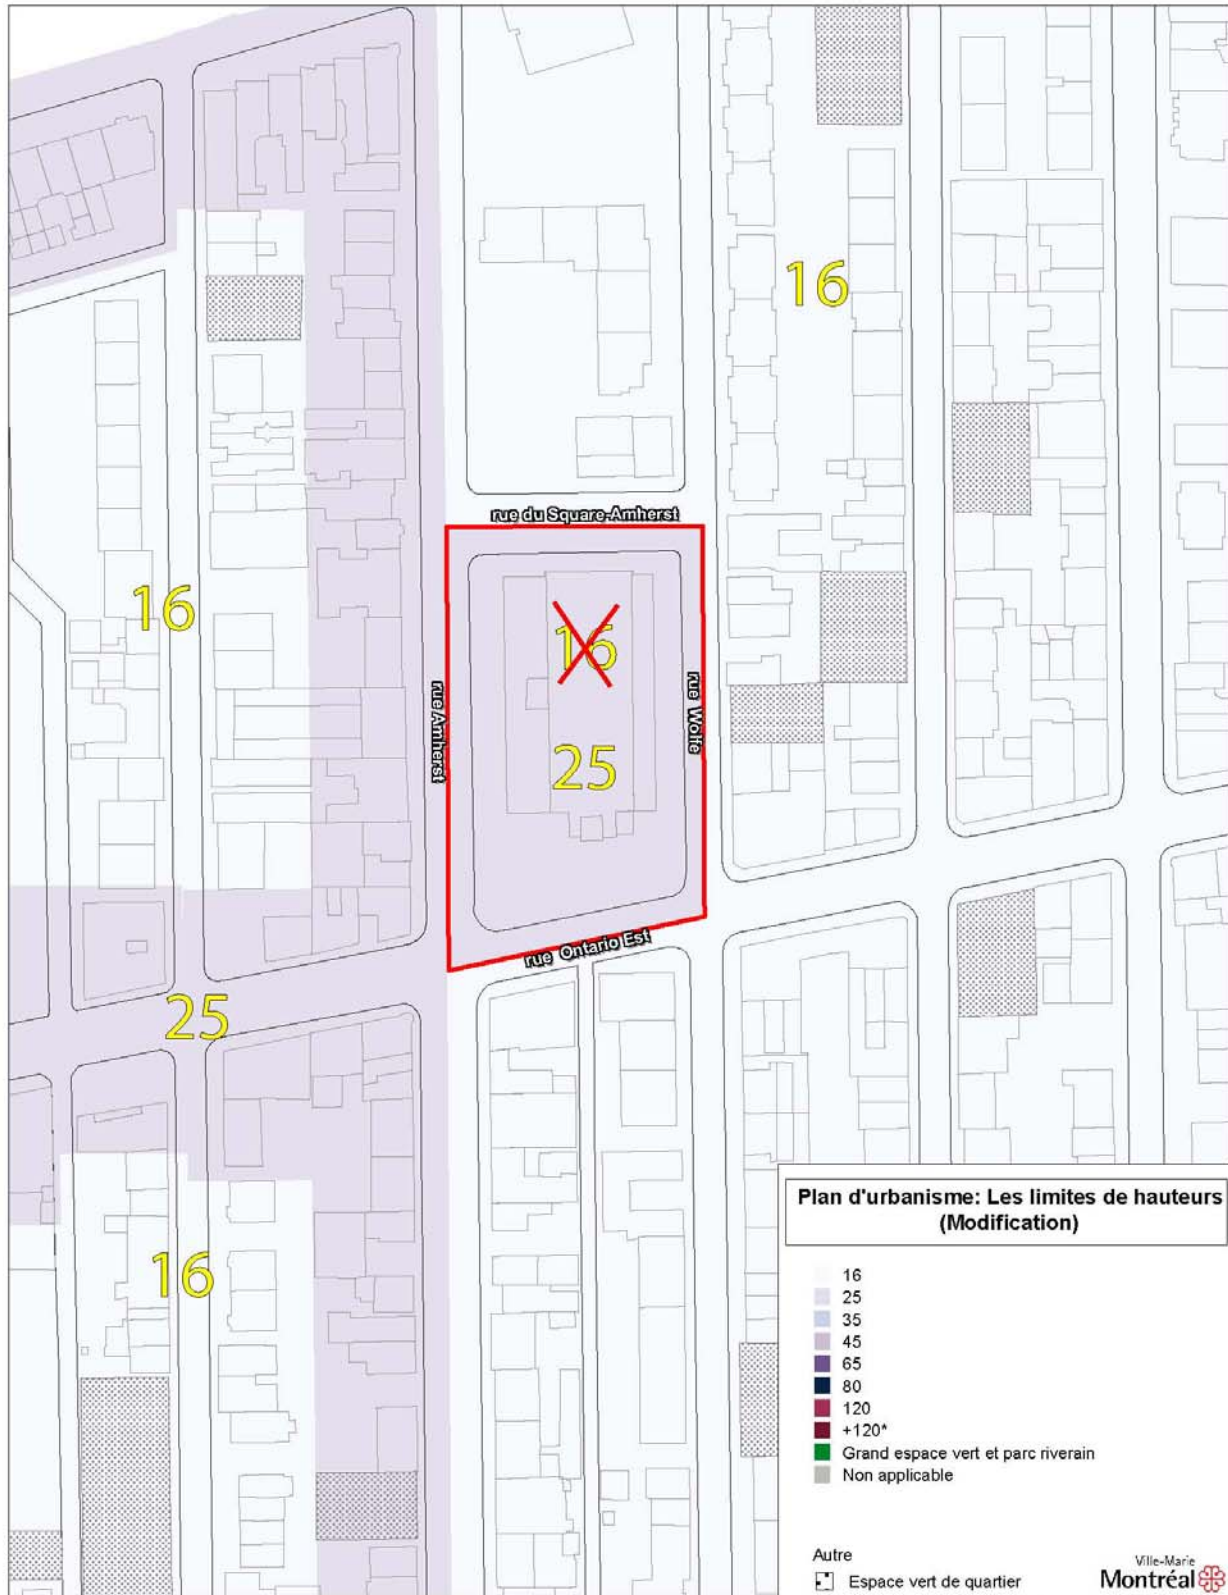 16
rue du Square-Amherst
16
16
rue Amherst
rue Wolfe
25
rue Ontario Est
25
16
Plan d'urbanisme: Les limites de hauteurs
(Modification)
16
25
35
45
65
80
120
+120*
Grand espace vert et parc riverain
Non applicable
Autre
Espace vert de quartier
Ville-Marie
Montréal